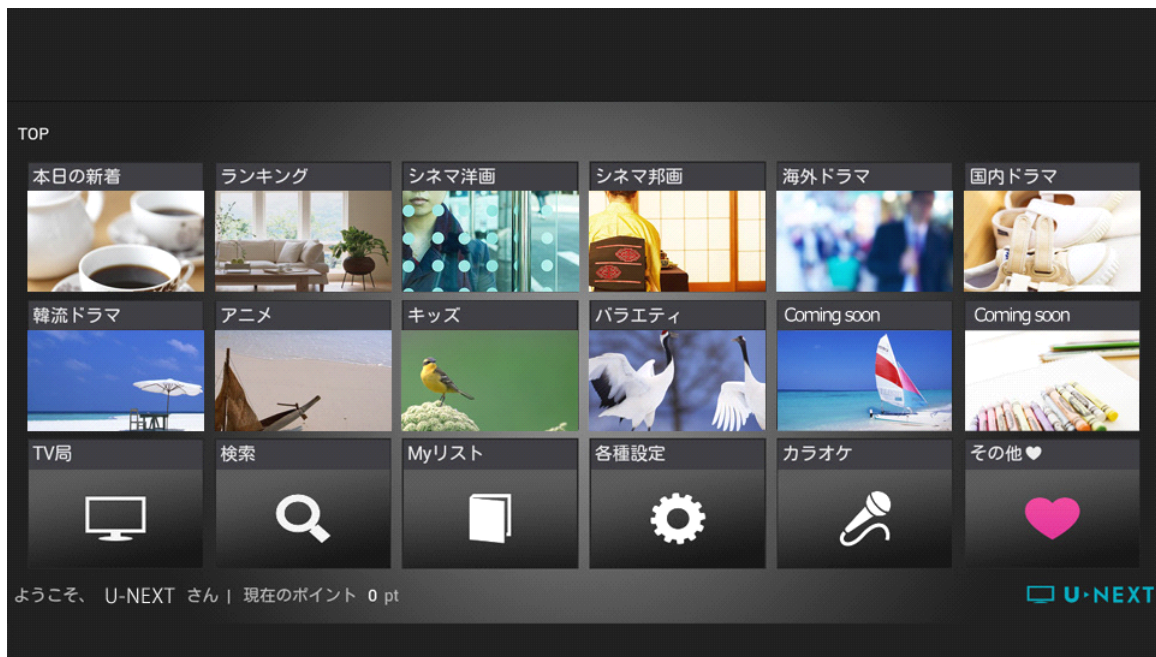 TOP
本日の新着
ランキング
シネマ洋画
シネマ邦画
海外ドラマ
国内ドラマ
韓流ドラマ
アニメ
キッズ
バラエティ
Coming soon
Coming soon
TV局
検索
Myリスト
各種設定
カラオケ
その他♥
ようこそ、 U-NEXT さん | 現在のポイント 0 pt
U-NEXT